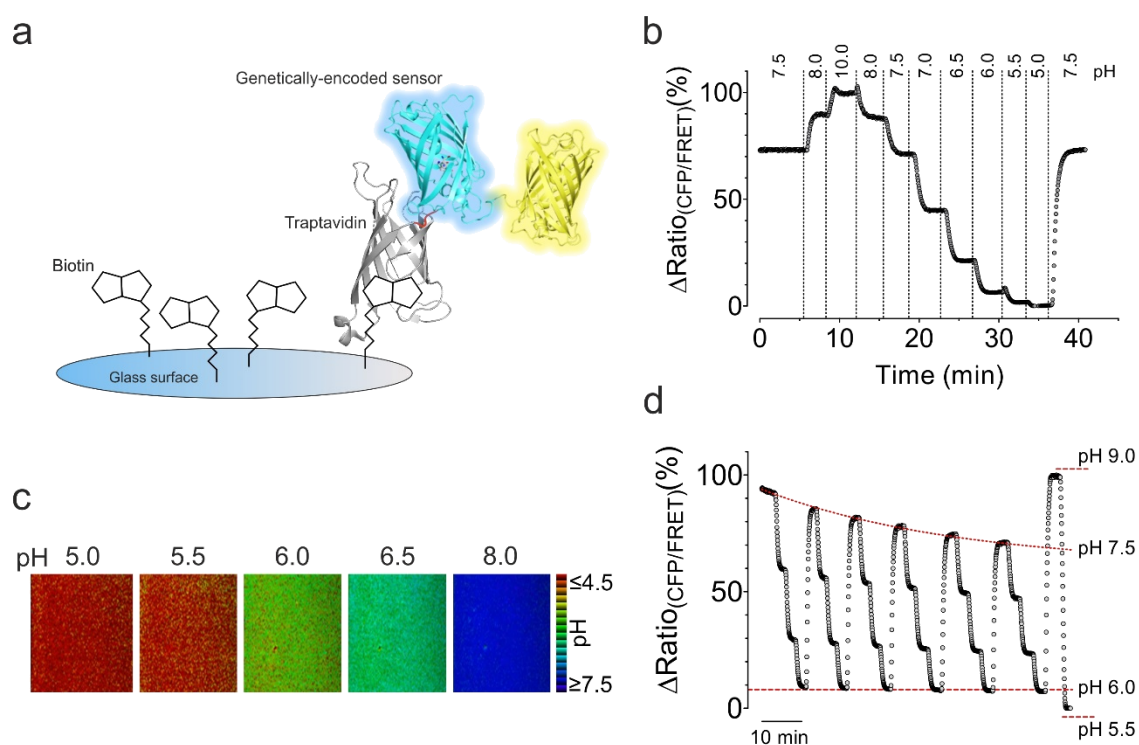 a
Genetically-encoded sensor
Traptavidin
Biotin
Glass surface
b
7.5 8.0 10.0 8.0 7.5 7.0 6.5 6.0 5.5 5.0 7.5 pH
ΔRatio(CFP/FRET)(%)
100
50
0
0 10 20 30 40
Time (min)
c
pH 5.0 5.5 6.0 6.5 8.0
≤4.5
pH
≥7.5
d
ΔRatio(CFP/FRET)(%)
100
50
0
pH 9.0
pH 7.5
pH 6.0
pH 5.5
10 min